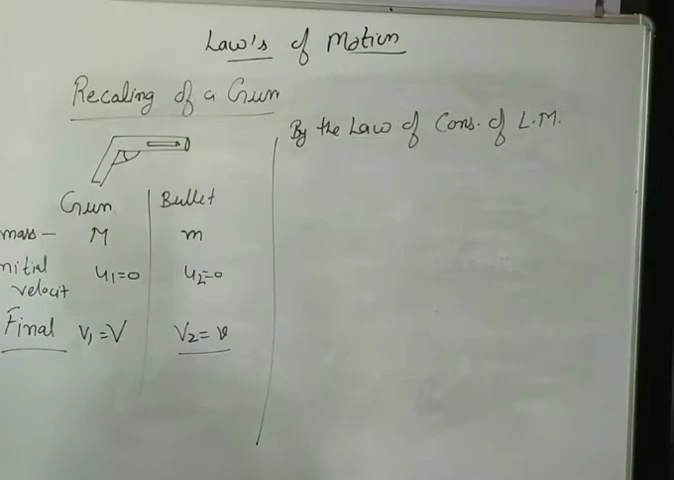 Law's of Motion
Recaling of a Gun
Gun Bullet
mass - M m
nitial velocit u1=0 u2=0
Final V1=V V2=v
By the Law of Cons. of L.M.